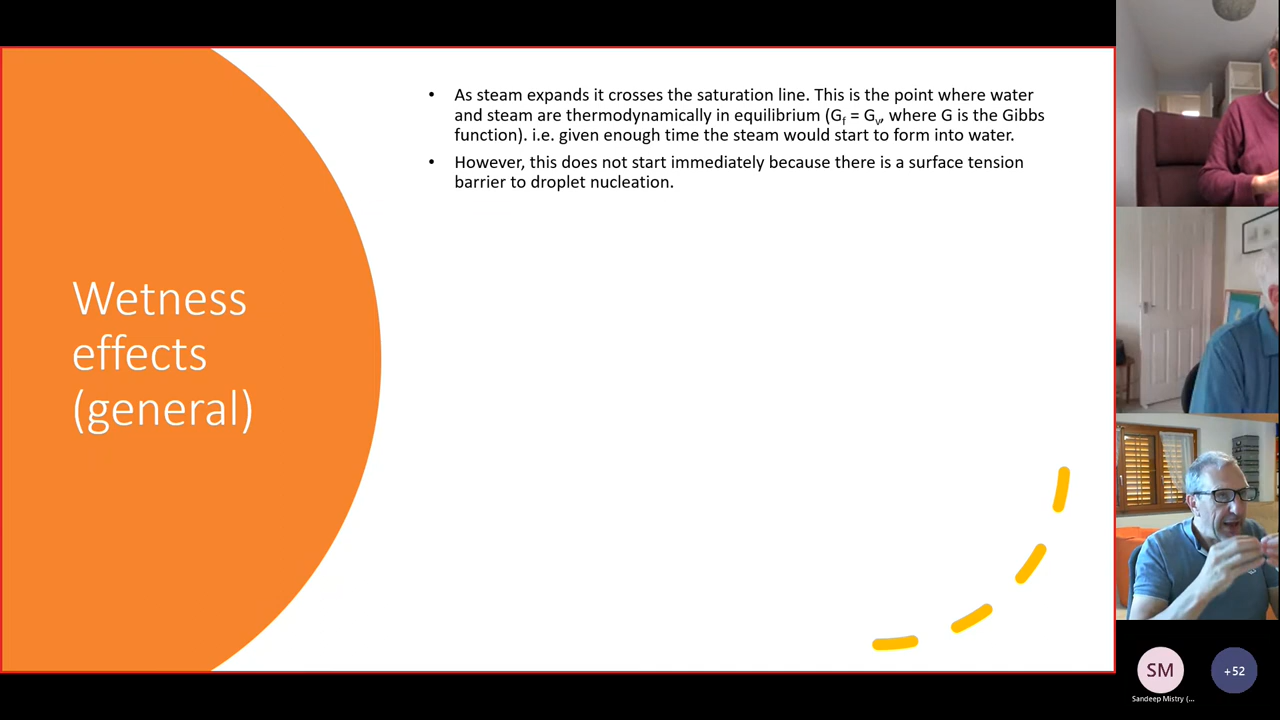 Wetness
effects
(general)
• As steam expands it crosses the saturation line. This is the point where water
and steam are thermodynamically in equilibrium (Gf = Gv, where G is the Gibbs
function). i.e. given enough time the steam would start to form into water.
• However, this does not start immediately because there is a surface tension
barrier to droplet nucleation.
SM
+52
Sandeep Mistry (...